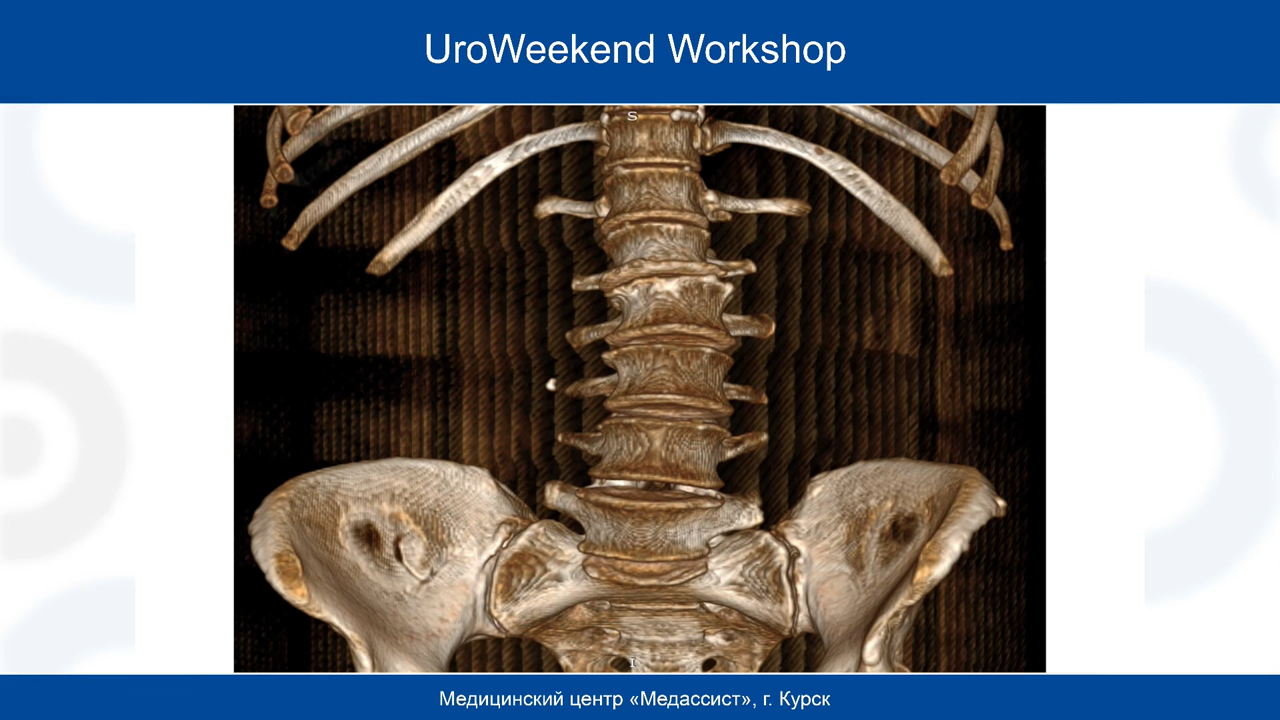 UroWeekend Workshop
S
I
Медицинский центр «Медассист», г. Курск